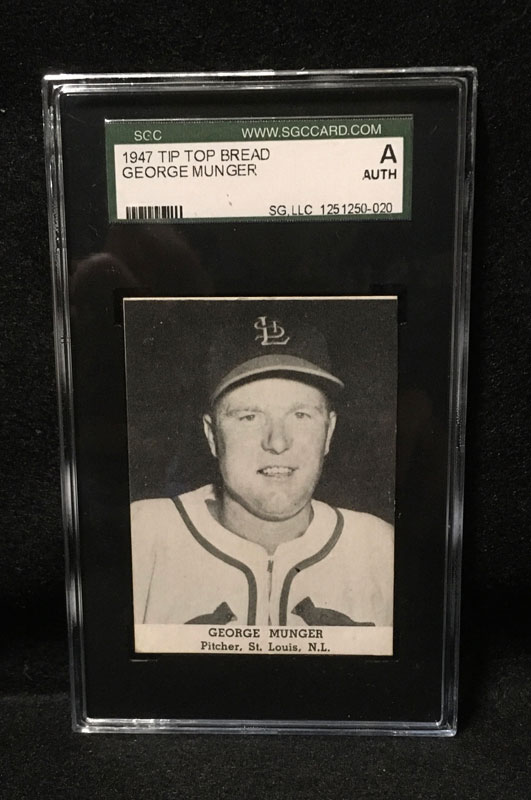 SGC WWW.SGCCARD.COM
1947 TIP TOP BREAD A
GEORGE MUNGER AUTH
SG, LLC 1251250-020
StL
GEORGE MUNGER
Pitcher, St. Louis, N.L.